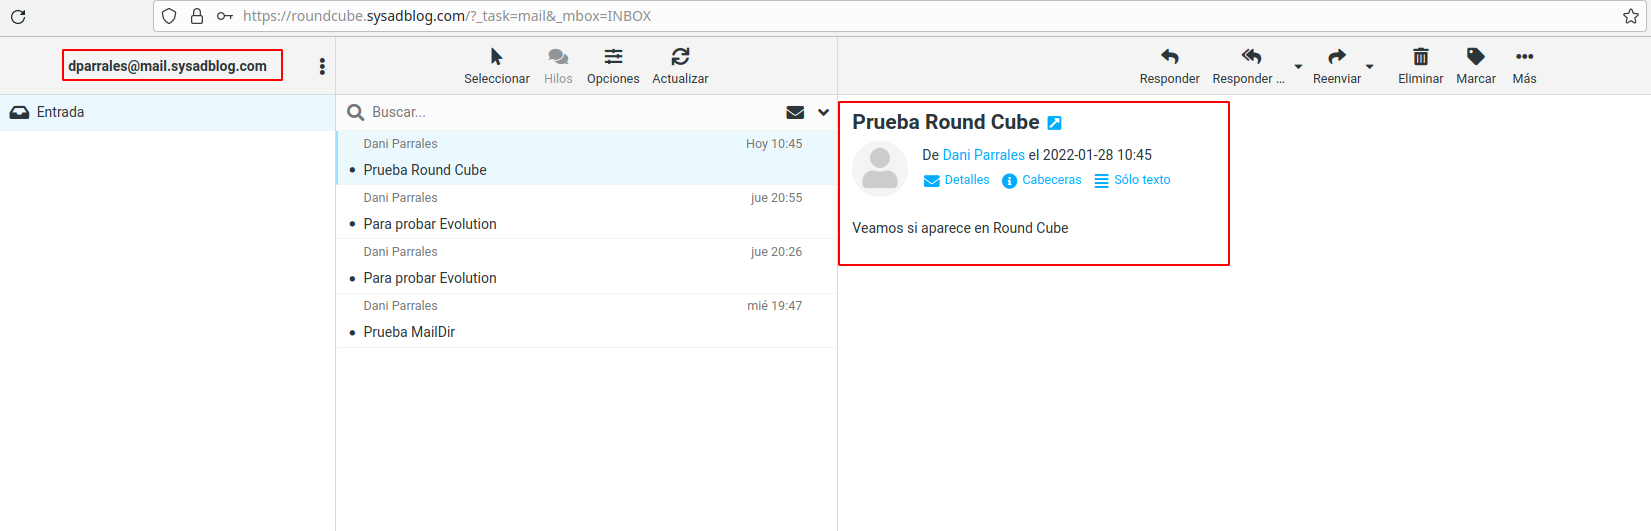 https://roundcube.sysadblog.com/?_task=mail&_mbox=INBOX
dparrales@mail.sysadblog.com
Seleccionar Hilos Opciones Actualizar
Responder Responder ... Reenviar Eliminar Marcar Más
Entrada
Buscar...
Dani Parrales Hoy 10:45
Prueba Round Cube
Dani Parrales jue 20:55
Para probar Evolution
Dani Parrales jue 20:26
Para probar Evolution
Dani Parrales mié 19:47
Prueba MailDir
Prueba Round Cube
De Dani Parrales el 2022-01-28 10:45
Detalles Cabeceras Sólo texto
Veamos si aparece en Round Cube